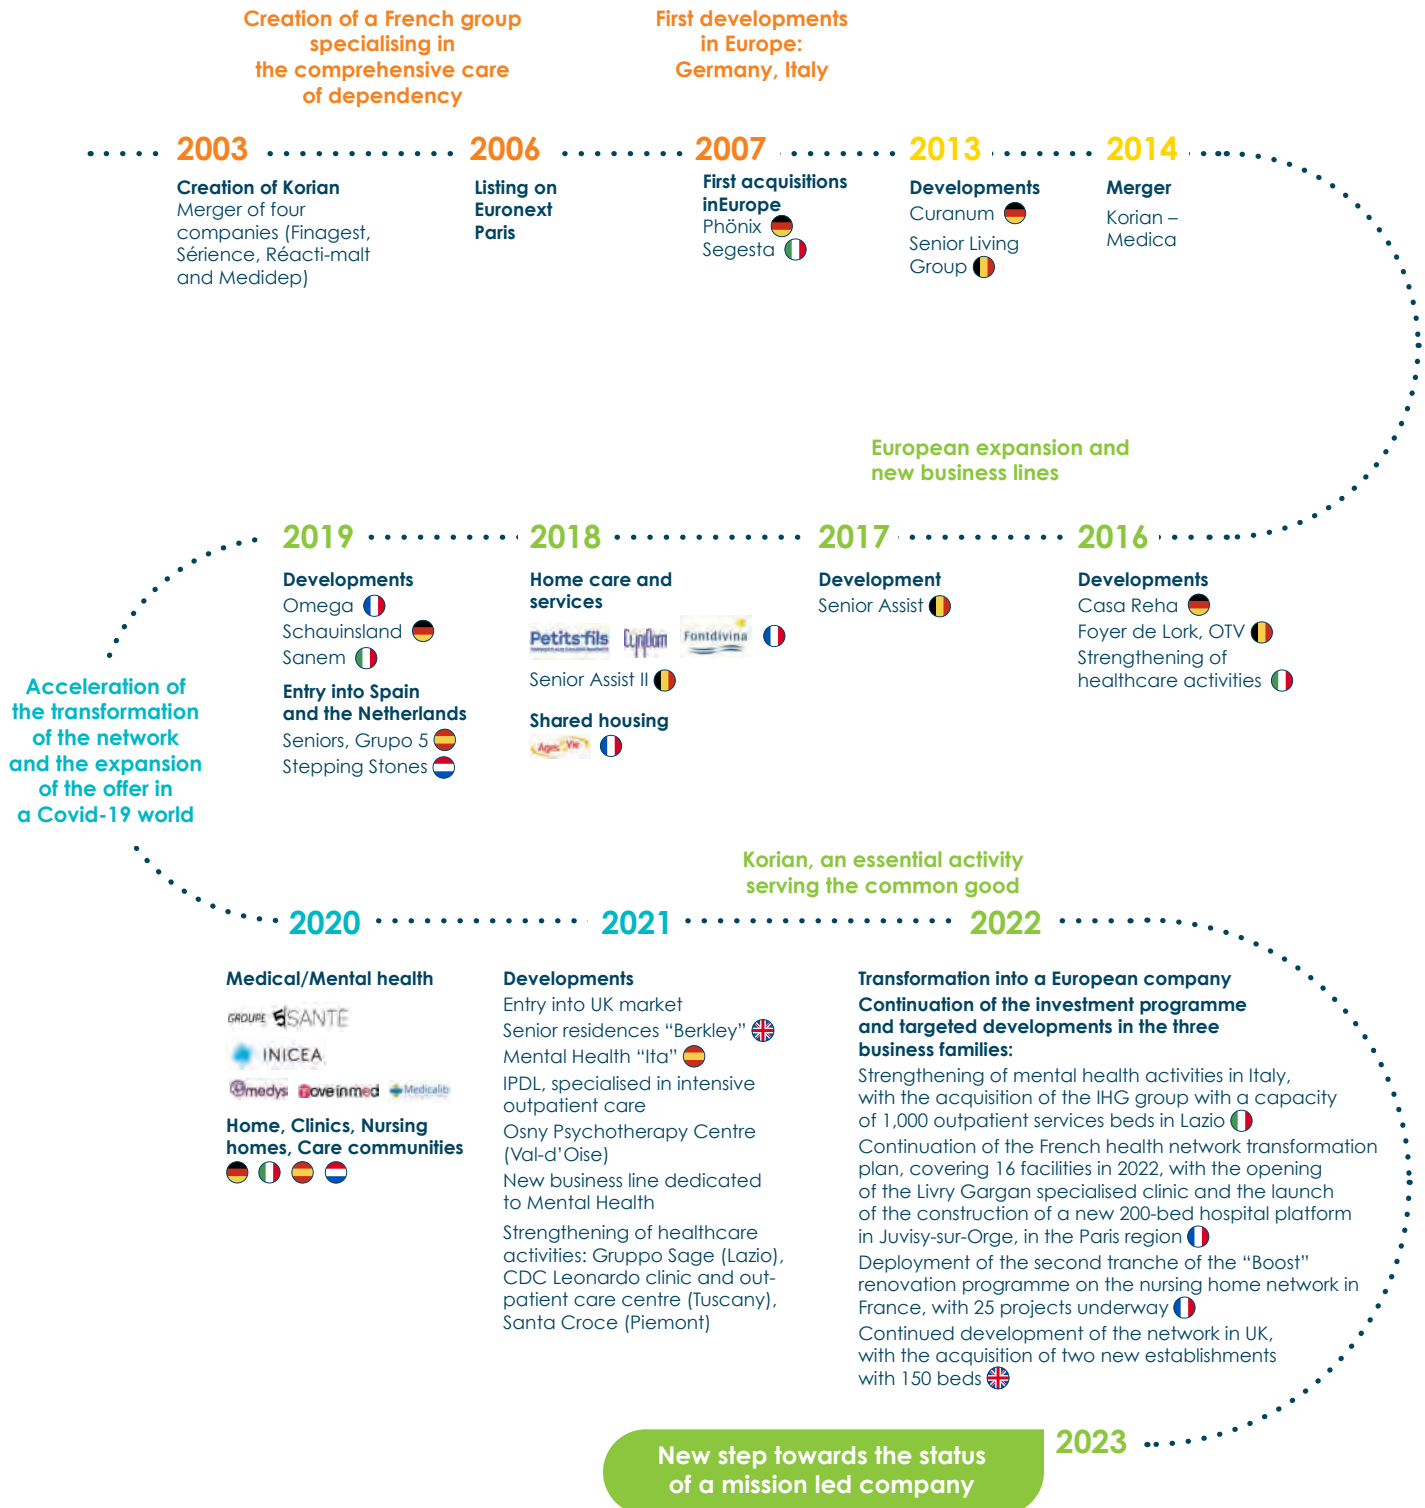 Creation of a French group
specialising in
the comprehensive care
of dependency
First developments
in Europe:
Germany, Italy
2003
Creation of Korian
Merger of four
companies (Finagest,
Sérience, Réacti-malt
and Medidep)
2006
Listing on
Euronext
Paris
2007
First acquisitions
inEurope
Phönix
Segesta
2013
Developments
Curanum
Senior Living
Group
2014
Merger
Korian –
Medica
European expansion and
new business lines
2019
Developments
Omega
Schauinsland
Sanem
Entry into Spain
and the Netherlands
Seniors, Grupo 5
Stepping Stones
2018
Home care and
services
Petits-fils
CliniDom
Fontdivina
Senior Assist II
Shared housing
Ages Vie
2017
Development
Senior Assist
2016
Developments
Casa Reha
Foyer de Lork, OTV
Strengthening of
healthcare activities
Acceleration of
the transformation
of the network
and the expansion
of the offer in
a Covid-19 world
Korian, an essential activity
serving the common good
2020
Medical/Mental health
GROUPE 5 SANTE
INICEA
Omedys
move in med
Medicalib
Home, Clinics, Nursing
homes, Care communities
2021
Developments
Entry into UK market
Senior residences “Berkley”
Mental Health “Ita”
IPDL, specialised in intensive
outpatient care
Osny Psychotherapy Centre
(Val-d’Oise)
New business line dedicated
to Mental Health
Strengthening of healthcare
activities: Gruppo Sage (Lazio),
CDC Leonardo clinic and out-
patient care centre (Tuscany),
Santa Croce (Piemont)
2022
Transformation into a European company
Continuation of the investment programme
and targeted developments in the three
business families:
Strengthening of mental health activities in Italy,
with the acquisition of the IHG group with a capacity
of 1,000 outpatient services beds in Lazio
Continuation of the French health network transformation
plan, covering 16 facilities in 2022, with the opening
of the Livry Gargan specialised clinic and the launch
of the construction of a new 200-bed hospital platform
in Juvisy-sur-Orge, in the Paris region
Deployment of the second tranche of the “Boost”
renovation programme on the nursing home network in
France, with 25 projects underway
Continued development of the network in UK,
with the acquisition of two new establishments
with 150 beds
2023
New step towards the status
of a mission led company